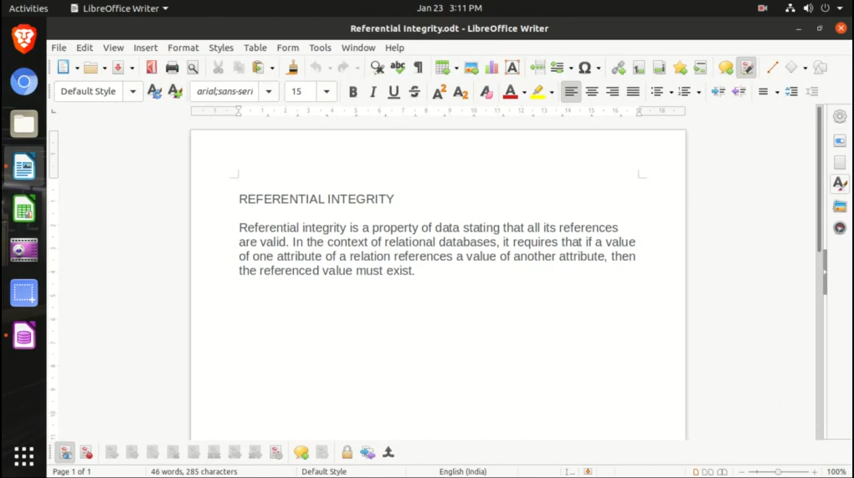 Activities
LibreOffice Writer
Jan 23 3:11 PM
Referential Integrity.odt - LibreOffice Writer
File Edit View Insert Format Styles Table Form Tools Window Help
Default Style
arial;sans-seri
15
REFERENTIAL INTEGRITY
Referential integrity is a property of data stating that all its references
are valid. In the context of relational databases, it requires that if a value
of one attribute of a relation references a value of another attribute, then
the referenced value must exist.
Page 1 of 1
46 words, 285 characters
Default Style
English (India)
100%